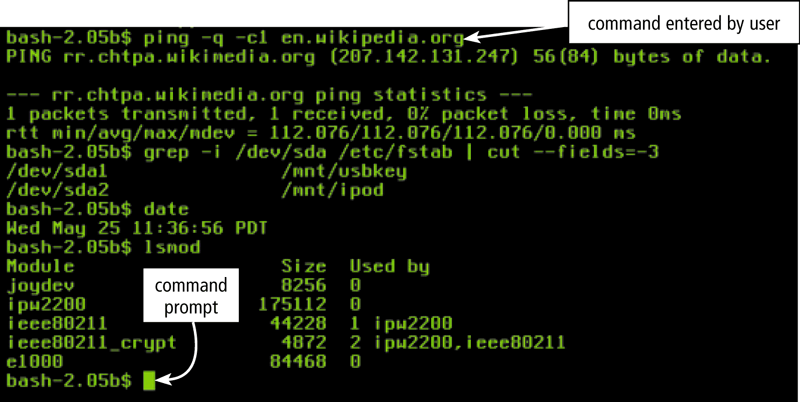 command entered by user
bash-2.05b$ ping -q -c1 en.wikipedia.org
PING rr.chtpa.wikimedia.org (207.142.131.247) 56(84) bytes of data.
--- rr.chtpa.wikimedia.org ping statistics ---
1 packets transmitted, 1 received, 0% packet loss, time 0ms
rtt min/avg/max/mdev = 112.076/112.076/112.076/0.000 ms
bash-2.05b$ grep -i /dev/sda /etc/fstab | cut --fields=-3
/dev/sda1 /mnt/usbkey
/dev/sda2 /mnt/ipod
bash-2.05b$ date
Wed May 25 11:36:56 PDT
bash-2.05b$ lsmod
Module Size Used by
joydev 8256 0
ipw2200 175112 0
ieee80211 44228 1 ipw2200
ieee80211_crypt 4872 2 ipw2200,ieee80211
e1000 84468 0
bash-2.05b$
command
prompt